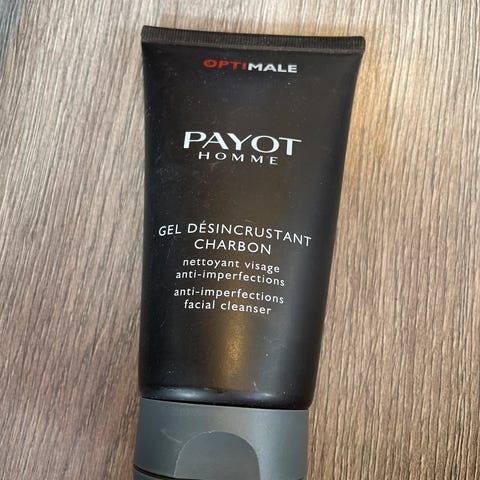 OPTIMALE
PAYOT
HOMME
GEL DÉSINCRUSTANT
CHARBON
nettoyant visage
anti-imperfections
anti-imperfections
facial cleanser